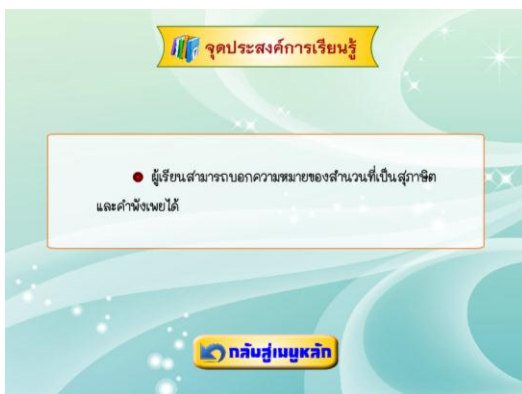 จุดประสงค์การเรียนรู้
● ผู้เรียนสามารถบอกความหมายของสำนวนที่เป็นสุภาษิต
และคำพังเพยได้
กลับสู่เมนูหลัก